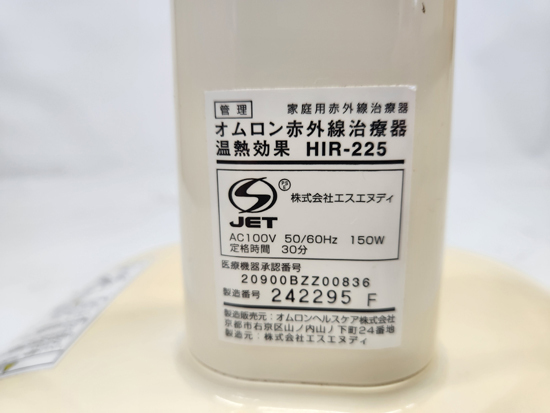 管理 家庭用赤外線治療器
オムロン赤外線治療器
温熱効果 HIR-225
株式会社エスエヌディ
JET
AC100V 50/60Hz 150W
定格時間 30分
医療機器承認番号
20900BZZ00836
製造番号 242295 F
製造販売元：オムロンヘルスケア株式会社
京都市右京区山ノ内山ノ下町24番地
製造元：株式会社エスエヌディ